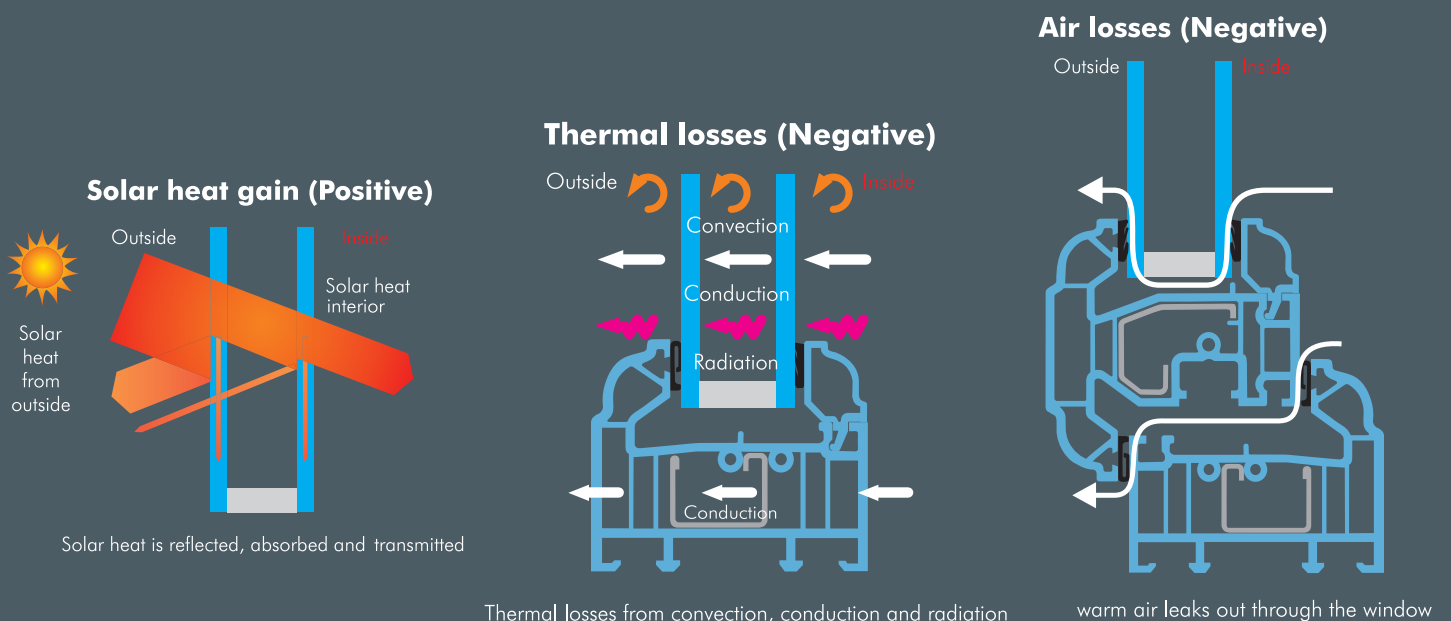 Solar heat gain (Positive)
Outside
Inside
Solar heat
interior
Solar
heat
from
outside
Solar heat is reflected, absorbed and transmitted
Thermal losses (Negative)
Outside
Inside
Convection
Conduction
Radiation
Conduction
Thermal losses from convection, conduction and radiation
Air losses (Negative)
Outside
Inside
warm air leaks out through the window